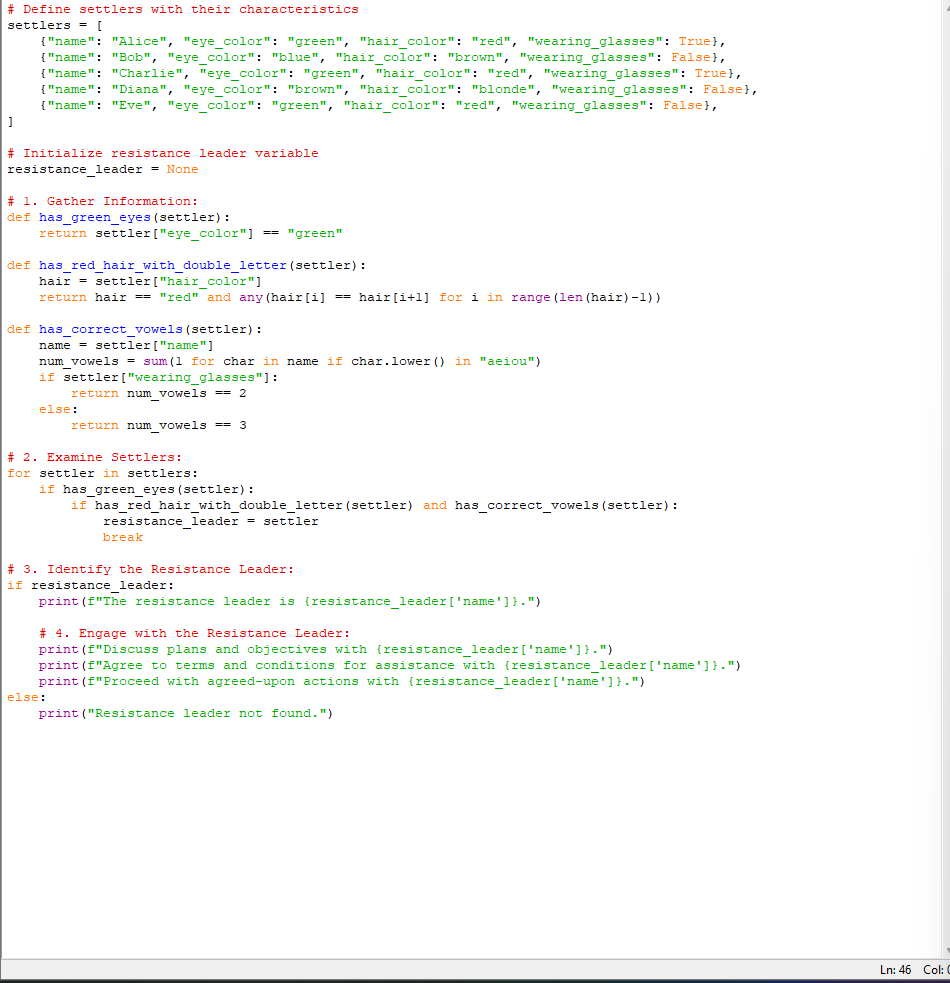 # Define settlers with their characteristics
settlers = [
    {"name": "Alice", "eye_color": "green", "hair_color": "red", "wearing_glasses": True},
    {"name": "Bob", "eye_color": "blue", "hair_color": "brown", "wearing_glasses": False},
    {"name": "Charlie", "eye_color": "green", "hair_color": "red", "wearing_glasses": True},
    {"name": "Diana", "eye_color": "brown", "hair_color": "blonde", "wearing_glasses": False},
    {"name": "Eve", "eye_color": "green", "hair_color": "red", "wearing_glasses": False},
]

# Initialize resistance leader variable
resistance_leader = None

# 1. Gather Information:
def has_green_eyes(settler):
    return settler["eye_color"] == "green"

def has_red_hair_with_double_letter(settler):
    hair = settler["hair_color"]
    return hair == "red" and any(hair[i] == hair[i+1] for i in range(len(hair)-1))

def has_correct_vowels(settler):
    name = settler["name"]
    num_vowels = sum(1 for char in name if char.lower() in "aeiou")
    if settler["wearing_glasses"]:
        return num_vowels == 2
    else:
        return num_vowels == 3

# 2. Examine Settlers:
for settler in settlers:
    if has_green_eyes(settler):
        if has_red_hair_with_double_letter(settler) and has_correct_vowels(settler):
            resistance_leader = settler
            break

# 3. Identify the Resistance Leader:
if resistance_leader:
    print(f"The resistance leader is {resistance_leader['name']}.")

    # 4. Engage with the Resistance Leader:
    print(f"Discuss plans and objectives with {resistance_leader['name']}.")
    print(f"Agree to terms and conditions for assistance with {resistance_leader['name']}.")
    print(f"Proceed with agreed-upon actions with {resistance_leader['name']}.")
else:
    print("Resistance leader not found.")
Ln: 46 Col: